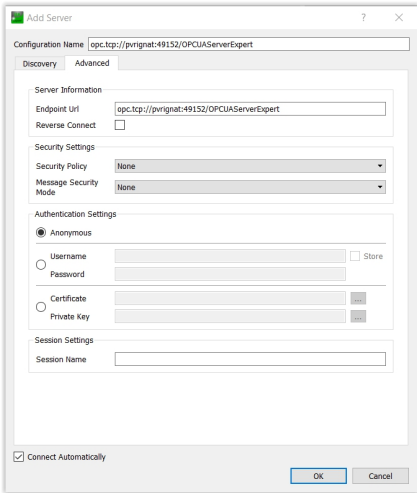 Add Server
Configuration Name opc.tcp://pvrignat:49152/OPCUAServerExpert
Discovery Advanced
Server Information
Endpoint Url opc.tcp://pvrignat:49152/OPCUAServerExpert
Reverse Connect
Security Settings
Security Policy None
Message Security
Mode None
Authentication Settings
Anonymous
Username Store
Password
Certificate ...
Private Key ...
Session Settings
Session Name
Connect Automatically
OK Cancel